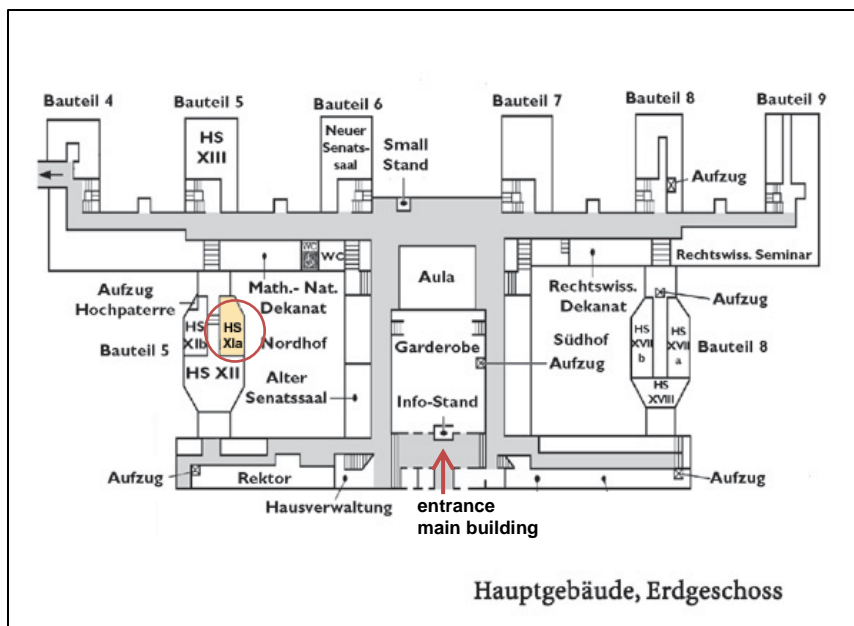 Bauteil 4
Bauteil 5
Bauteil 6
Bauteil 7
Bauteil 8
Bauteil 9
HS
XIII
Neuer
Senats-
saal
Small
Stand
Aufzug
WC
WC
Aula
Rechtswiss. Seminar
Aufzug
Hochpaterre
Math.- Nat.
Dekanat
Rechtswiss.
Dekanat
Aufzug
HS
XIb
HS
XIa
Nordhof
Garderobe
Südhof
HS
XVII
b
HS
XVII
a
Bauteil 5
Bauteil 8
HS XII
Aufzug
Alter
Senatssaal
HS
XVIII
Info-Stand
Aufzug
Rektor
Aufzug
Hausverwaltung
entrance
main building
Hauptgebäude, Erdgeschoss